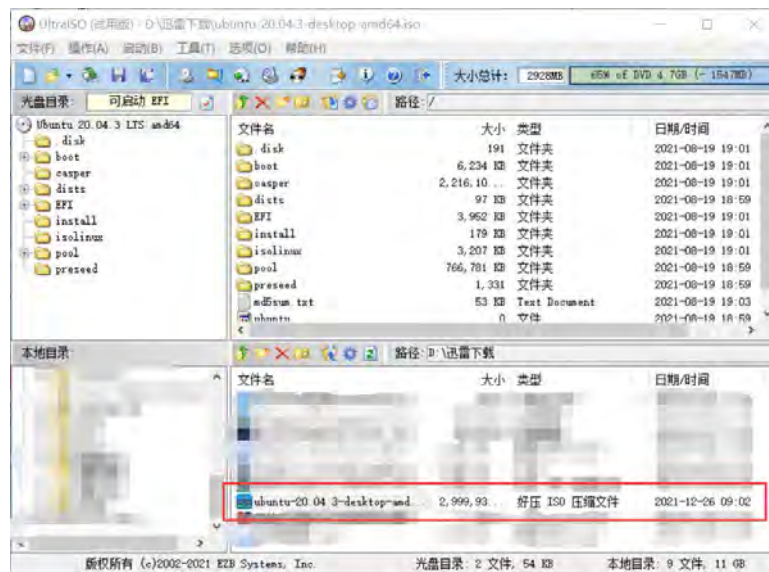 UltraISO (试用版) - D:\迅雷下载\ubuntu-20.04.3-desktop-amd64.iso
文件(F) 操作(A) 启动(B) 工具(T) 选项(O) 帮助(H)
大小总计: 2928MB 65% of DVD 4.7GB (- 1547MB)
光盘目录: 可启动 EFI 路径:/
Ubuntu 20.04.3 LTS amd64
.disk
boot
casper
dists
EFI
install
isolinux
pool
preseed
文件名 大小 类型 日期/时间
.disk 191 文件夹 2021-08-19 19:01
boot 6,234 KB 文件夹 2021-08-19 19:01
casper 2,216,10... 文件夹 2021-08-19 19:01
dists 97 KB 文件夹 2021-08-19 18:59
EFI 3,952 KB 文件夹 2021-08-19 19:01
install 179 KB 文件夹 2021-08-19 19:01
isolinux 3,207 KB 文件夹 2021-08-19 19:01
pool 766,781 KB 文件夹 2021-08-19 18:59
preseed 1,331 文件夹 2021-08-19 18:59
md5sum.txt 53 KB Text Document 2021-08-19 19:03
ubuntu 0 文件 2021-08-19 18:59
本地目录: 路径:D:\迅雷下载
文件名 大小 类型 日期/时间
ubuntu-20.04.3-desktop-amd... 2,999,93... 好压 ISO 压缩文件 2021-12-26 09:02
版权所有 (c)2002-2021 EZB Systems, Inc. 光盘目录: 2 文件, 54 KB 本地目录: 9 文件, 11 GB